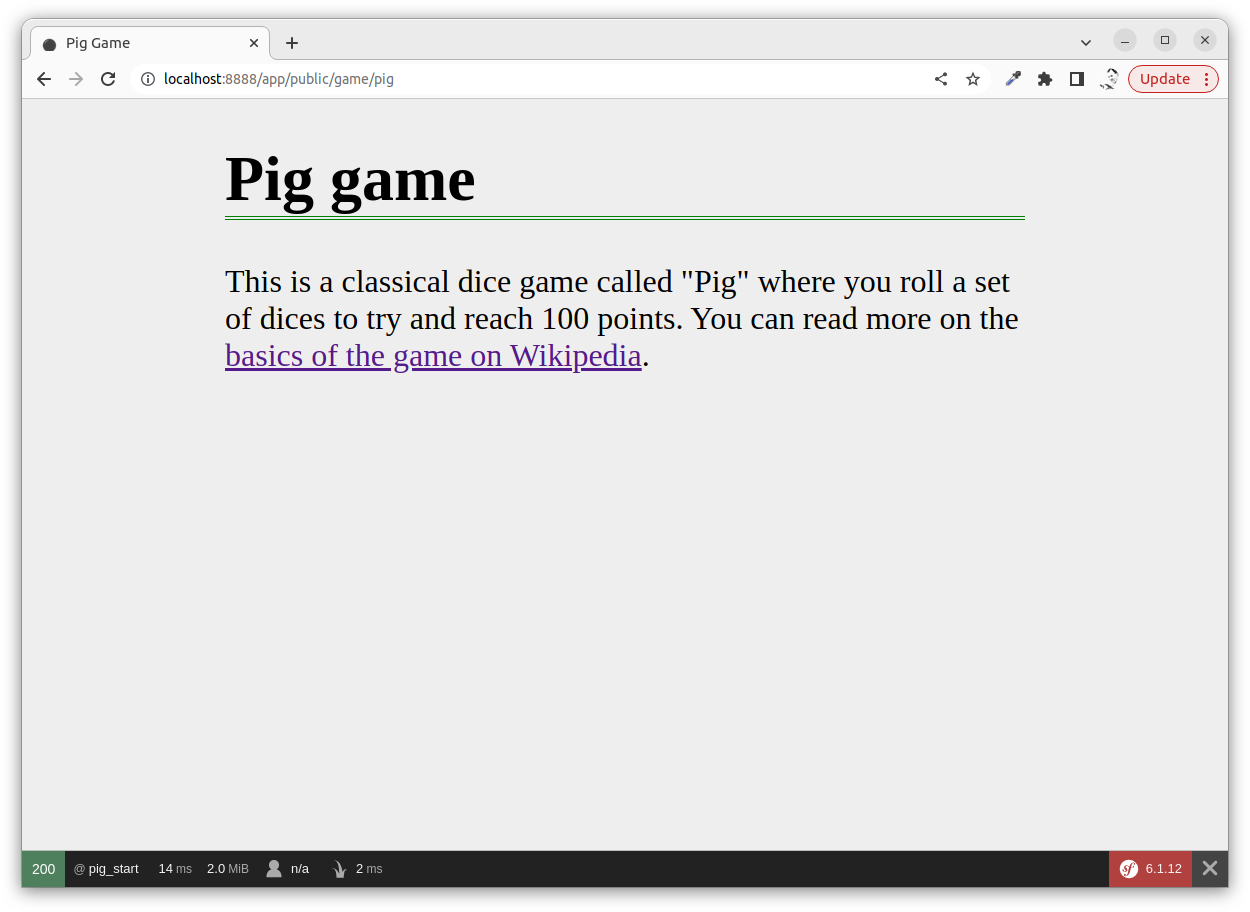 Pig Game
localhost:8888/app/public/game/pig
Update
Pig game
This is a classical dice game called "Pig" where you roll a set
of dices to try and reach 100 points. You can read more on the
basics of the game on Wikipedia.
200 @ pig_start 14 ms 2.0 MiB n/a 2 ms sf 6.1.12